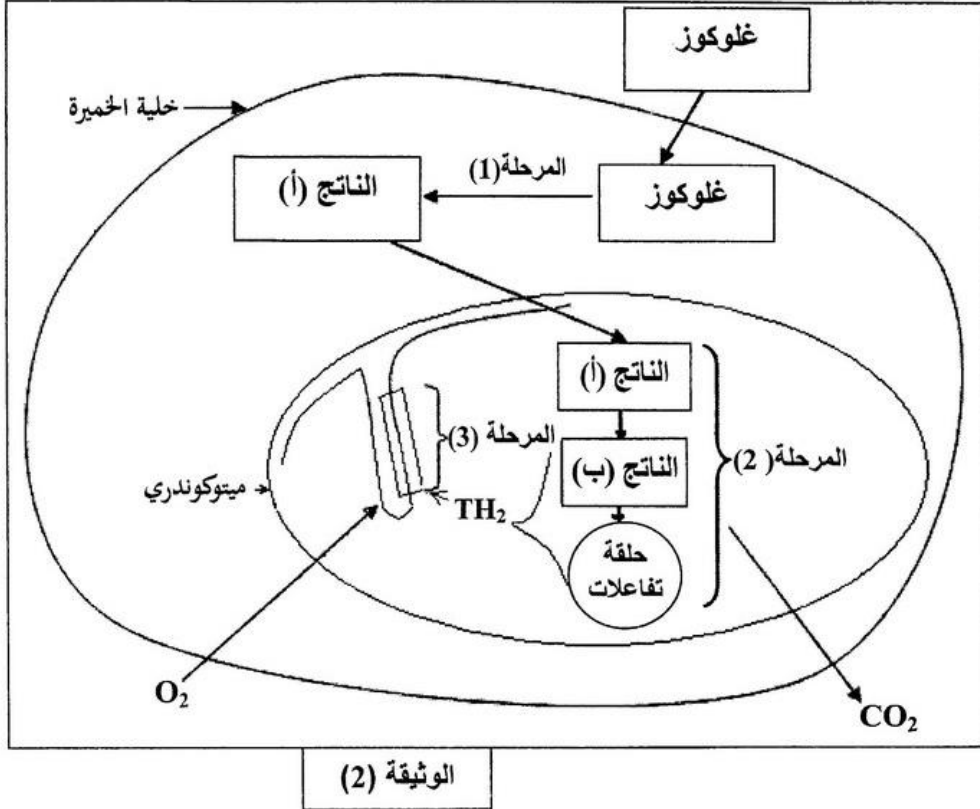 غلوكوز
خلية الخميرة
المرحلة(1)
الناتج (أ)
غلوكوز
الناتج (أ)
المرحلة (3)
المرحلة( 2)
الناتج (ب)
ميتوكوندري
TH₂
حلقة
تفاعلات
O₂
CO₂
الوثيقة (2)